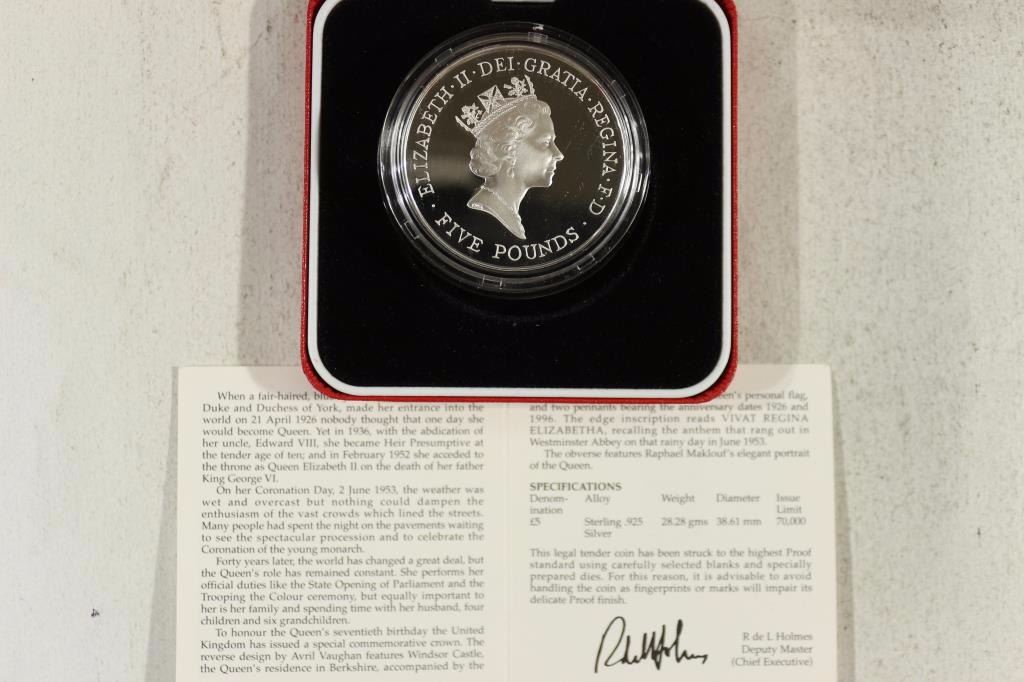 ELIZABETH·II·DEI·GRATIA·REGINA·F·D
· FIVE POUNDS ·
When a fair-haired,
Duke and Duchess of York, made her entrance into the
world on 21 April 1926 nobody thought that one day she
would become Queen. Yet in 1936, with the abdication of
her uncle, Edward VIII, she became Heir Presumptive at
the tender age of ten; and in February 1952 she acceded to
the throne as Queen Elizabeth II on the death of her father
King George VI.
On her Coronation Day, 2 June 1953, the weather was
wet and overcast but nothing could dampen the
enthusiasm of the vast crowds which lined the streets.
Many people had spent the night on the pavements waiting
to see the spectacular procession and to celebrate the
Coronation of the young monarch.
Forty years later, the world has changed a great deal, but
the Queen's role has remained constant. She performs her
official duties like the State Opening of Parliament and the
Trooping the Colour ceremony, but equally important to
her is her family and spending time with her husband, four
children and six grandchildren.
To honour the Queen's seventieth birthday the United
Kingdom has issued a special commemorative crown. The
reverse design by Avril Vaughan features Windsor Castle,
the Queen's residence in Berkshire, accompanied by the
personal flag,
and two pennants bearing the anniversary dates 1926 and
1996. The edge inscription reads VIVAT REGINA
ELIZABETHA, recalling the anthem that rang out in
Westminster Abbey on that rainy day in June 1953.
The obverse features Raphael Maklouf's elegant portrait
of the Queen.
SPECIFICATIONS
Denom- Alloy Weight Diameter Issue
ination Limit
£5 Sterling .925 28.28 gms 38.61 mm 70,000
Silver
This legal tender coin has been struck to the highest Proof
standard using carefully selected blanks and specially
prepared dies. For this reason, it is advisable to avoid
handling the coin as fingerprints or marks will impair its
delicate Proof finish.
R de L Holmes
Deputy Master
(Chief Executive)